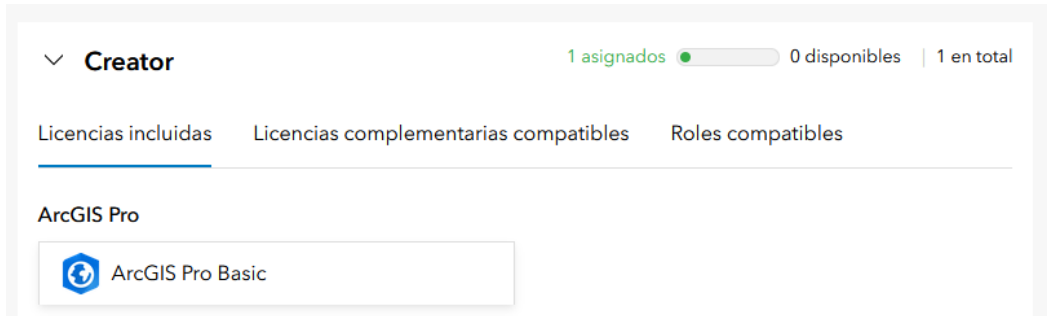 Creator 1 asignados 0 disponibles 1 en total
Licencias incluidas Licencias complementarias compatibles Roles compatibles
ArcGIS Pro
ArcGIS Pro Basic